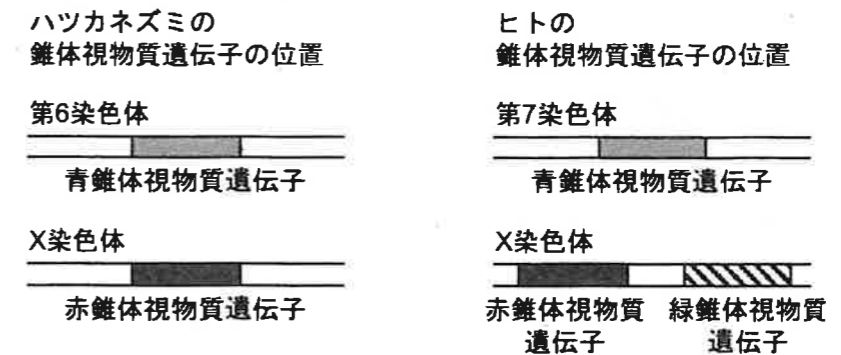 ハツカネズミの
錐体視物質遺伝子の位置
第6染色体
青錐体視物質遺伝子
X染色体
赤錐体視物質遺伝子
ヒトの
錐体視物質遺伝子の位置
第7染色体
青錐体視物質遺伝子
X染色体
赤錐体視物質
遺伝子
緑錐体視物質
遺伝子